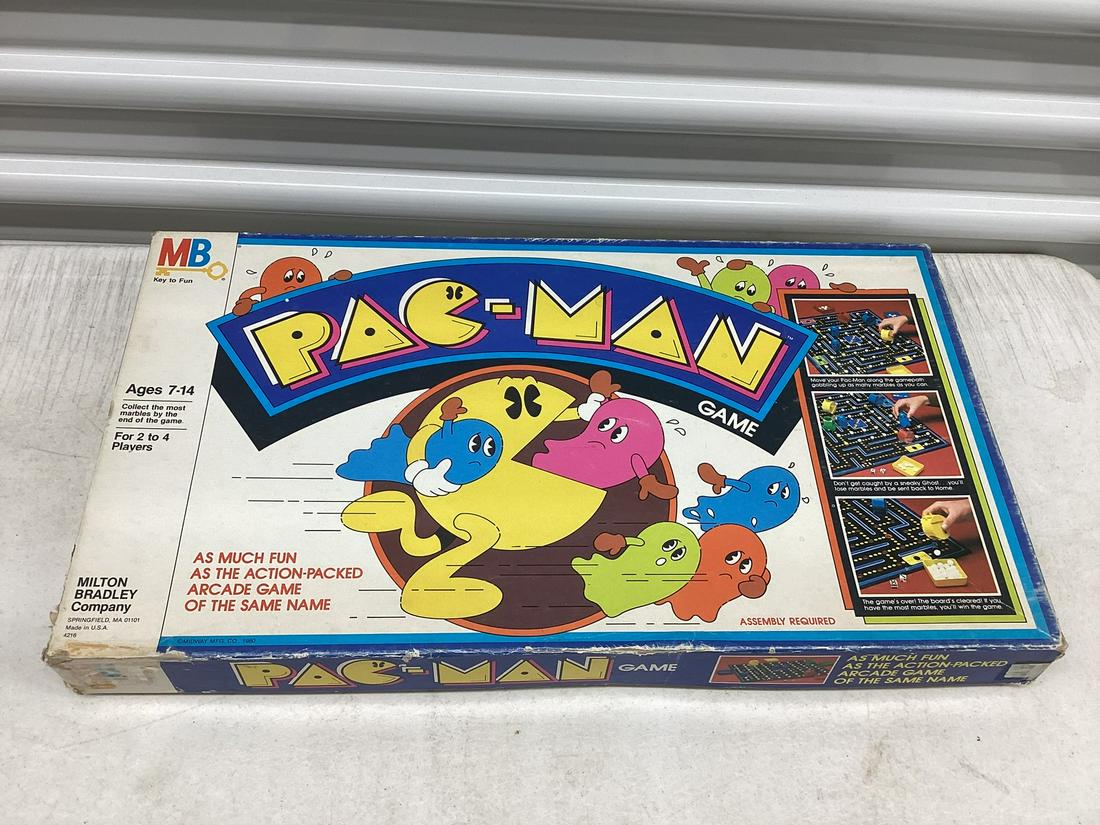 MB
Key to Fun
Ages 7-14
Collect the most
marbles by the
end of the game.
For 2 to 4
Players
MILTON
BRADLEY
Company
SPRINGFIELD, MA 01101
Made in U.S.A.
4216
PAC-MAN™
GAME
AS MUCH FUN
AS THE ACTION-PACKED
ARCADE GAME
OF THE SAME NAME
©MIDWAY MFG. CO. 1980
Move your Pac-Man along the gamepath
gobbling up as many marbles as you can.
Don't get caught by a sneaky Ghost...you'll
lose marbles and be sent back to Home.
The game's over! The board's cleared! If you
have the most marbles, you'll win the game.
ASSEMBLY REQUIRED
PAC-MAN GAME
AS MUCH FUN
AS THE ACTION-PACKED
ARCADE GAME
OF THE SAME NAME